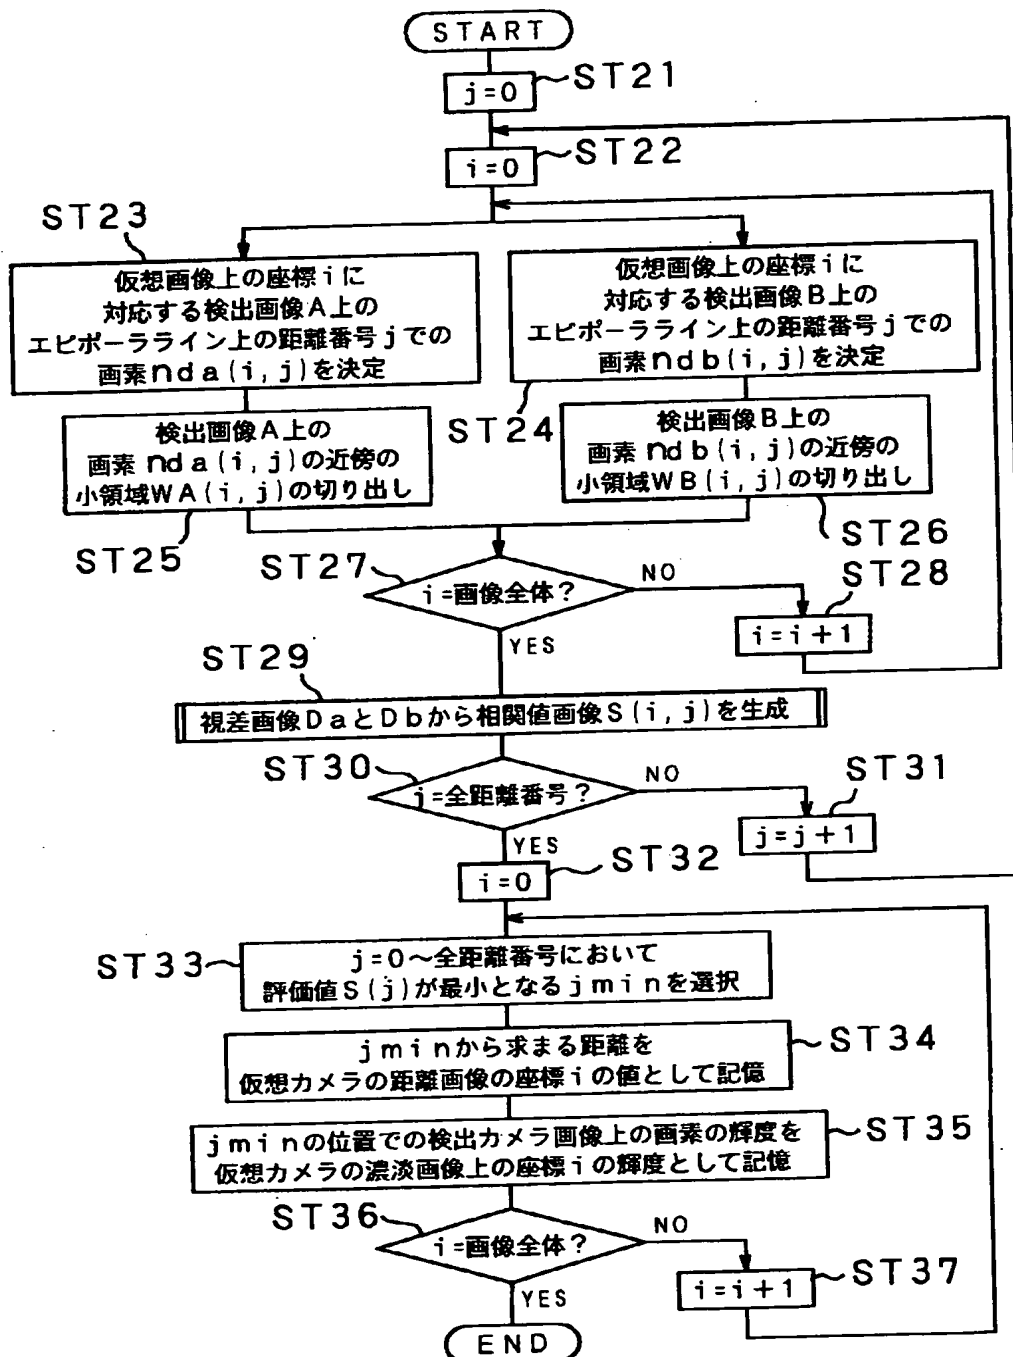 START
j=0
ST21
i=0
ST22
ST23
仮想画像上の座標iに
対応する検出画像A上の
エピポーラライン上の距離番号jでの
画素nda(i,j)を決定
仮想画像上の座標iに
対応する検出画像B上の
エピポーラライン上の距離番号jでの
画素ndb(i,j)を決定
ST24
検出画像A上の
画素nda(i,j)の近傍の
小領域WA(i,j)の切り出し
ST25
検出画像B上の
画素ndb(i,j)の近傍の
小領域WB(i,j)の切り出し
ST26
ST27
i=画像全体?
NO
ST28
i=i+1
YES
ST29
視差画像DaとDbから相関値画像S(i,j)を生成
ST30
j=全距離番号?
NO
ST31
j=j+1
YES
i=0
ST32
ST33
j=0~全距離番号において
評価値S(j)が最小となるjminを選択
jminから求まる距離を
仮想カメラの距離画像の座標iの値として記憶
ST34
jminの位置での検出カメラ画像上の画素の輝度を
仮想カメラの濃淡画像上の座標iの輝度として記憶
ST35
ST36
i=画像全体?
NO
i=i+1
ST37
YES
END